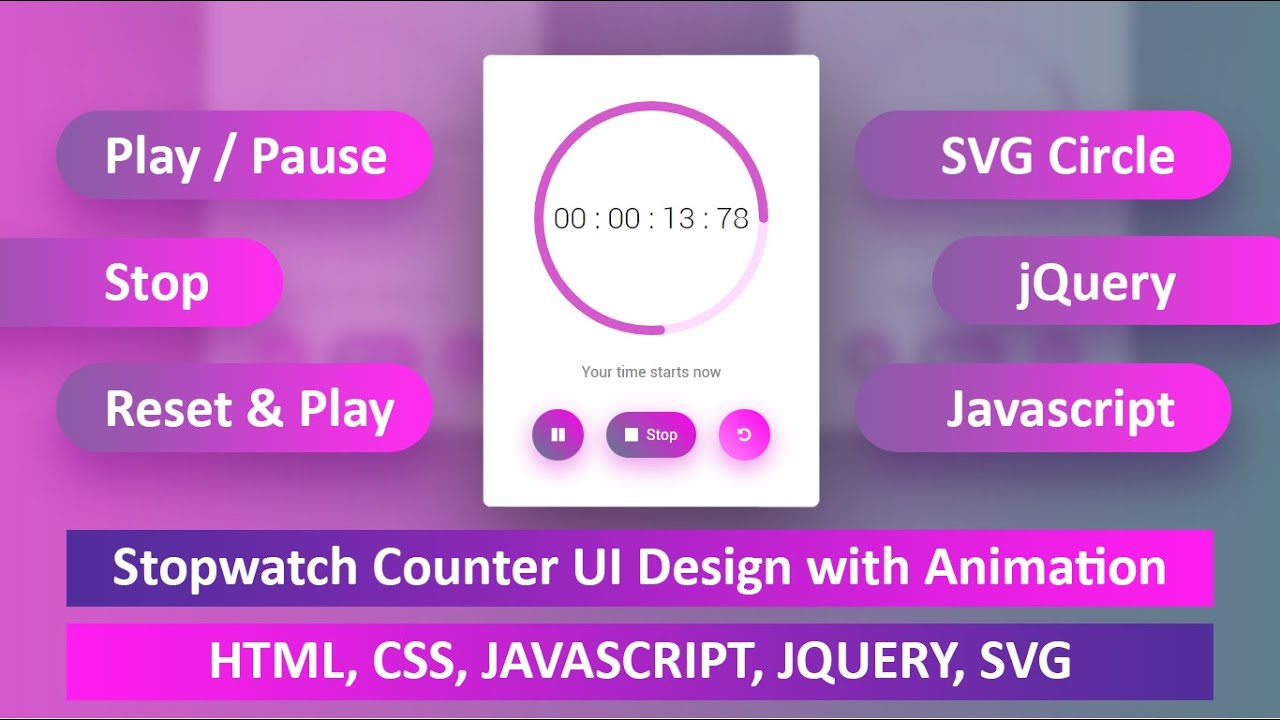 Play / Pause
Stop
Reset & Play
00 : 00 : 13 : 78
Your time starts now
Stop
SVG Circle
jQuery
Javascript
Stopwatch Counter UI Design with Animation
HTML, CSS, JAVASCRIPT, JQUERY, SVG